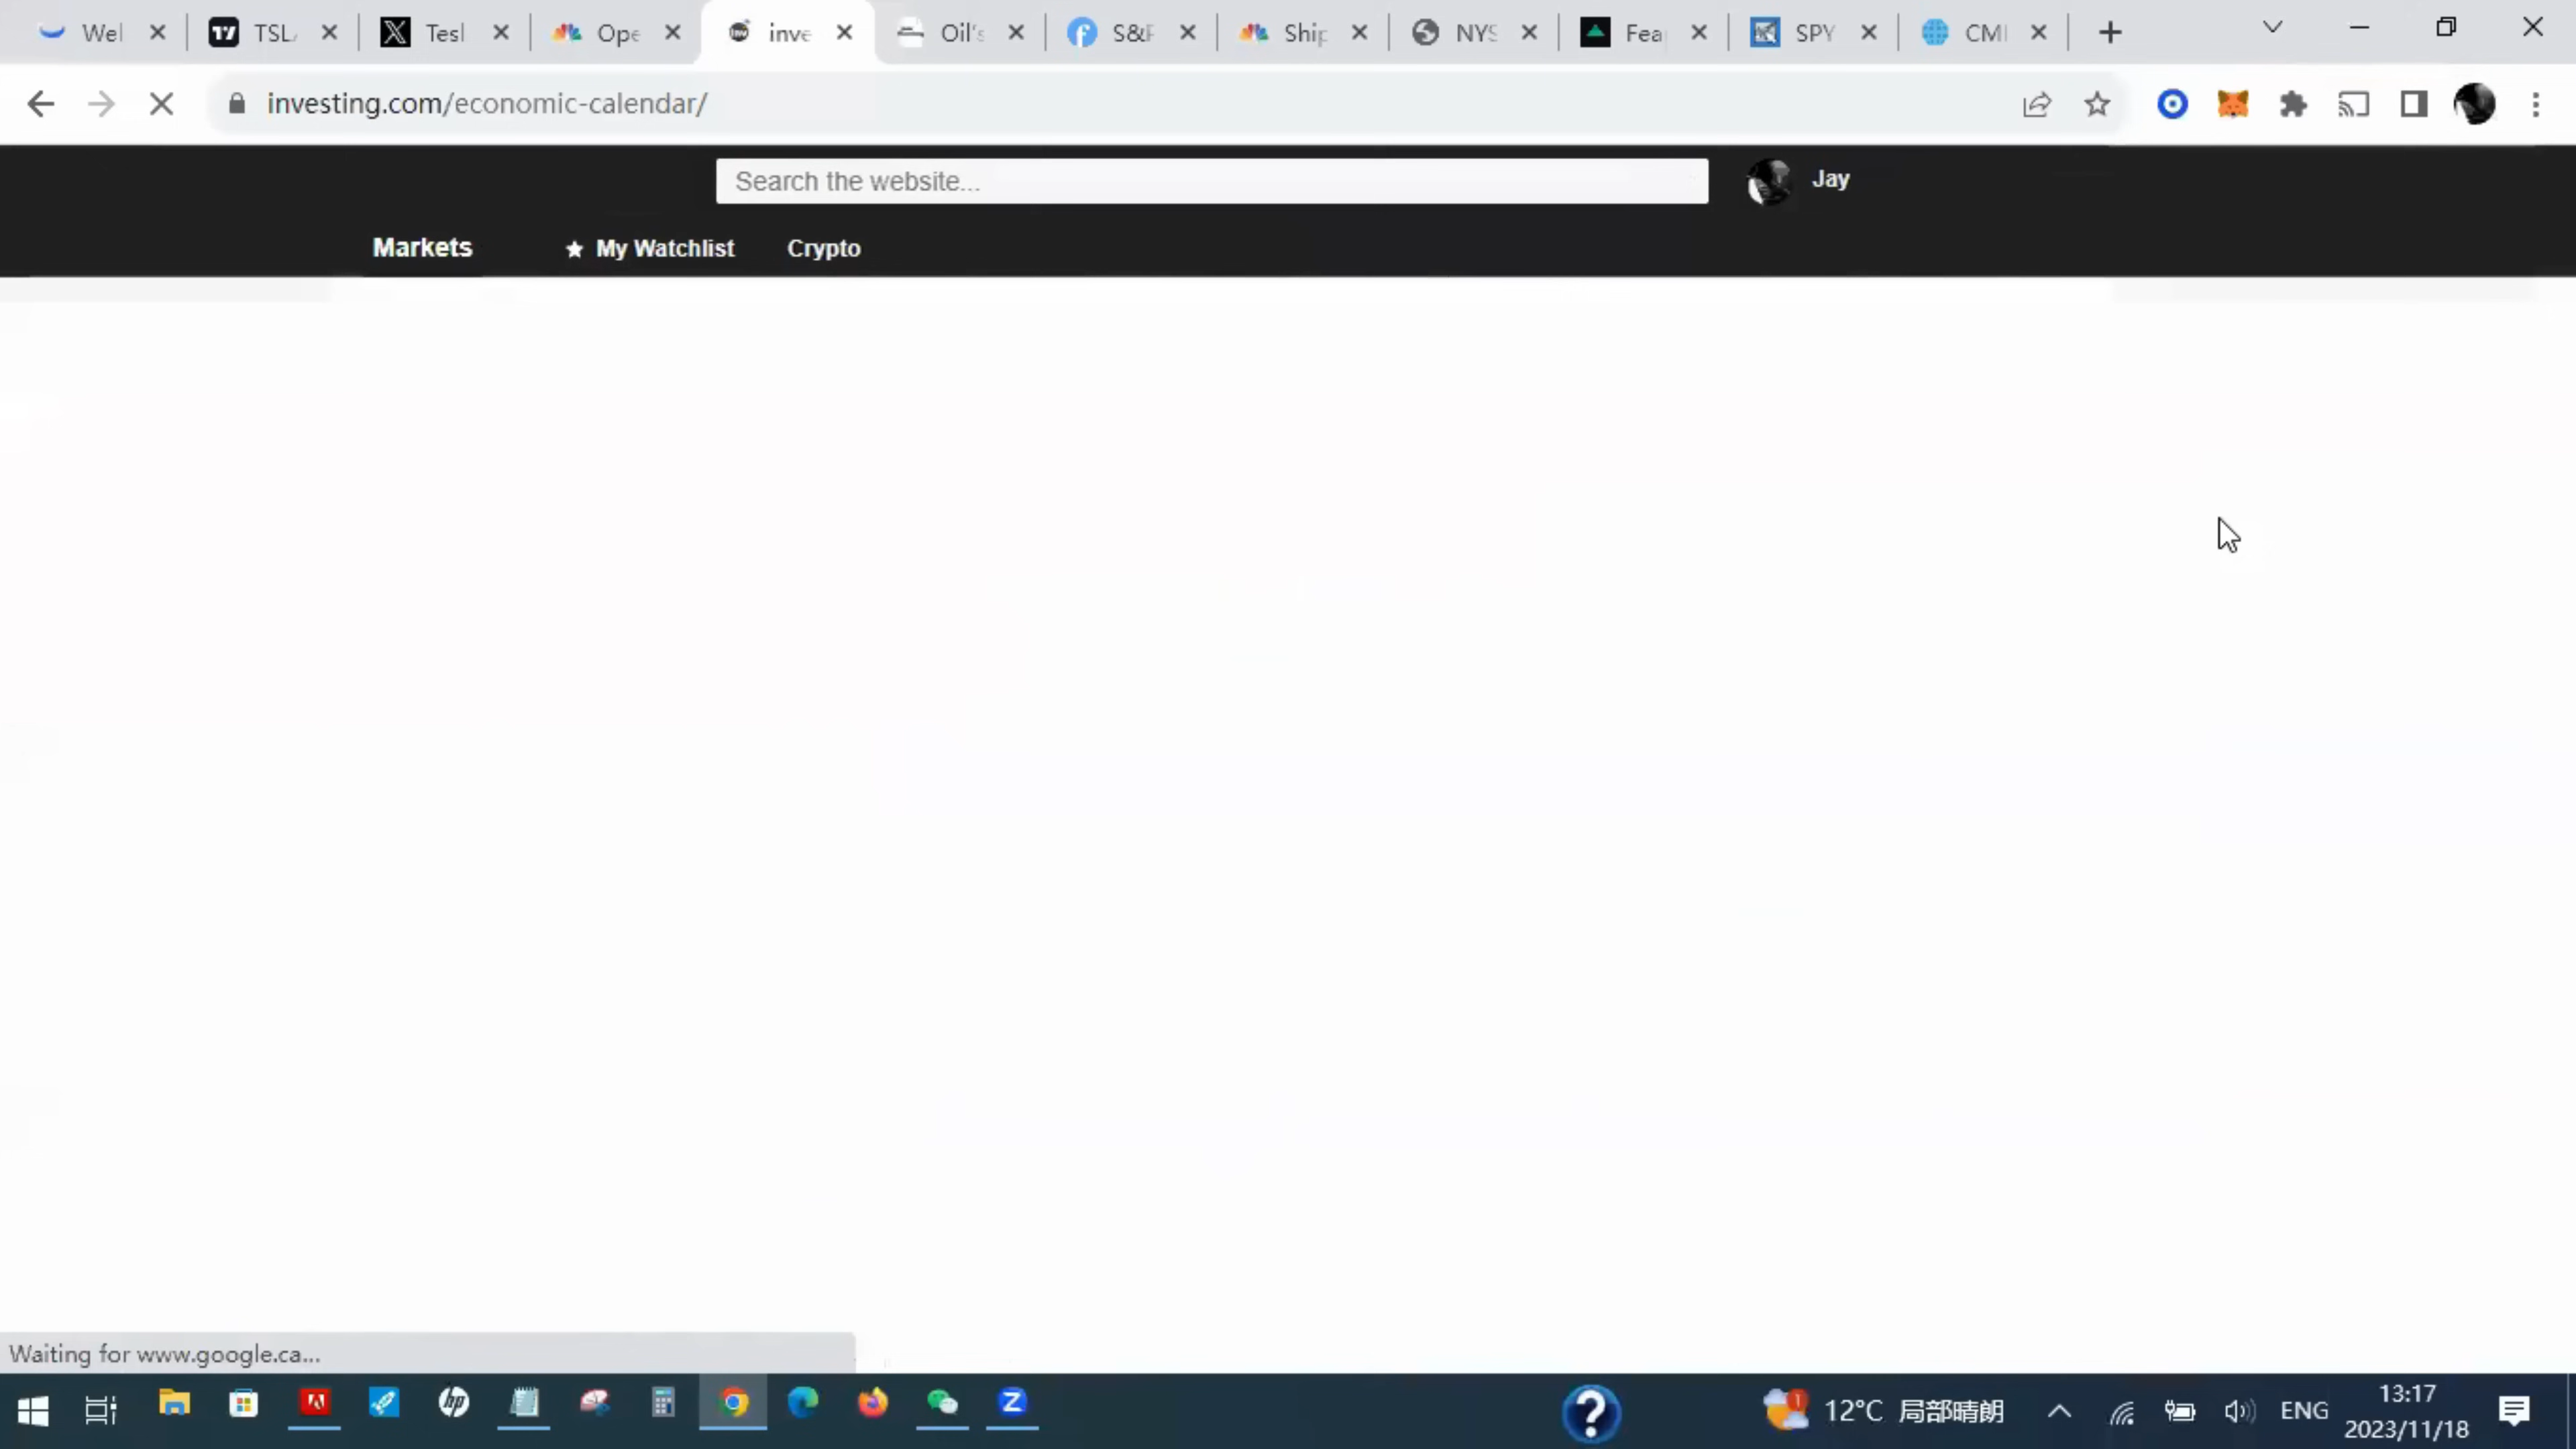 Wel TSL Tesl Ope inve Oil's S&P Ship NYS Fea SPY CMI
investing.com/economic-calendar/
Search the website...
Jay
Markets
My Watchlist
Crypto
Waiting for www.google.ca...
12°C 局部晴朗
ENG
13:17
2023/11/18